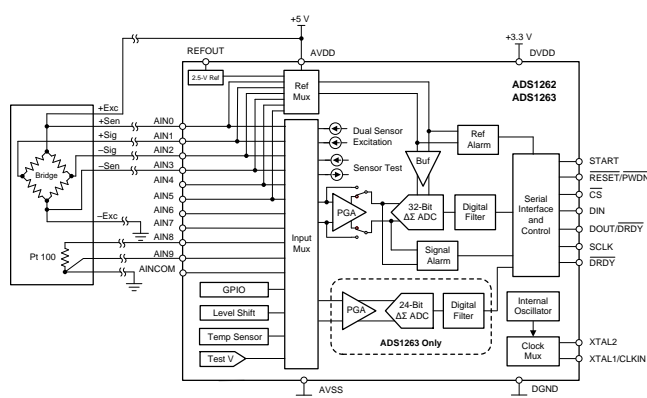 +5 V
+3.3 V
REFOUT
AVDD
DVDD
2.5-V Ref
Ref
Mux
ADS1262
ADS1263
+Exc
+Sen
AIN0
+Sig
AIN1
–Sig
AIN2
–Sen
AIN3
AIN4
AIN5
AIN6
AIN7
–Exc
AIN8
AIN9
AINCOM
Bridge
Pt 100
Dual Sensor
Excitation
Sensor Test
Input
Mux
Buf
PGA
32-Bit
ΔΣ ADC
Digital
Filter
Ref
Alarm
Signal
Alarm
Serial
Interface
and
Control
START
RESET/PWDN
CS
DIN
DOUT/DRDY
SCLK
DRDY
GPIO
Level Shift
Temp Sensor
Test V
PGA
24-Bit
ΔΣ ADC
Digital
Filter
ADS1263 Only
Internal
Oscillator
Clock
Mux
XTAL2
XTAL1/CLKIN
AVSS
DGND